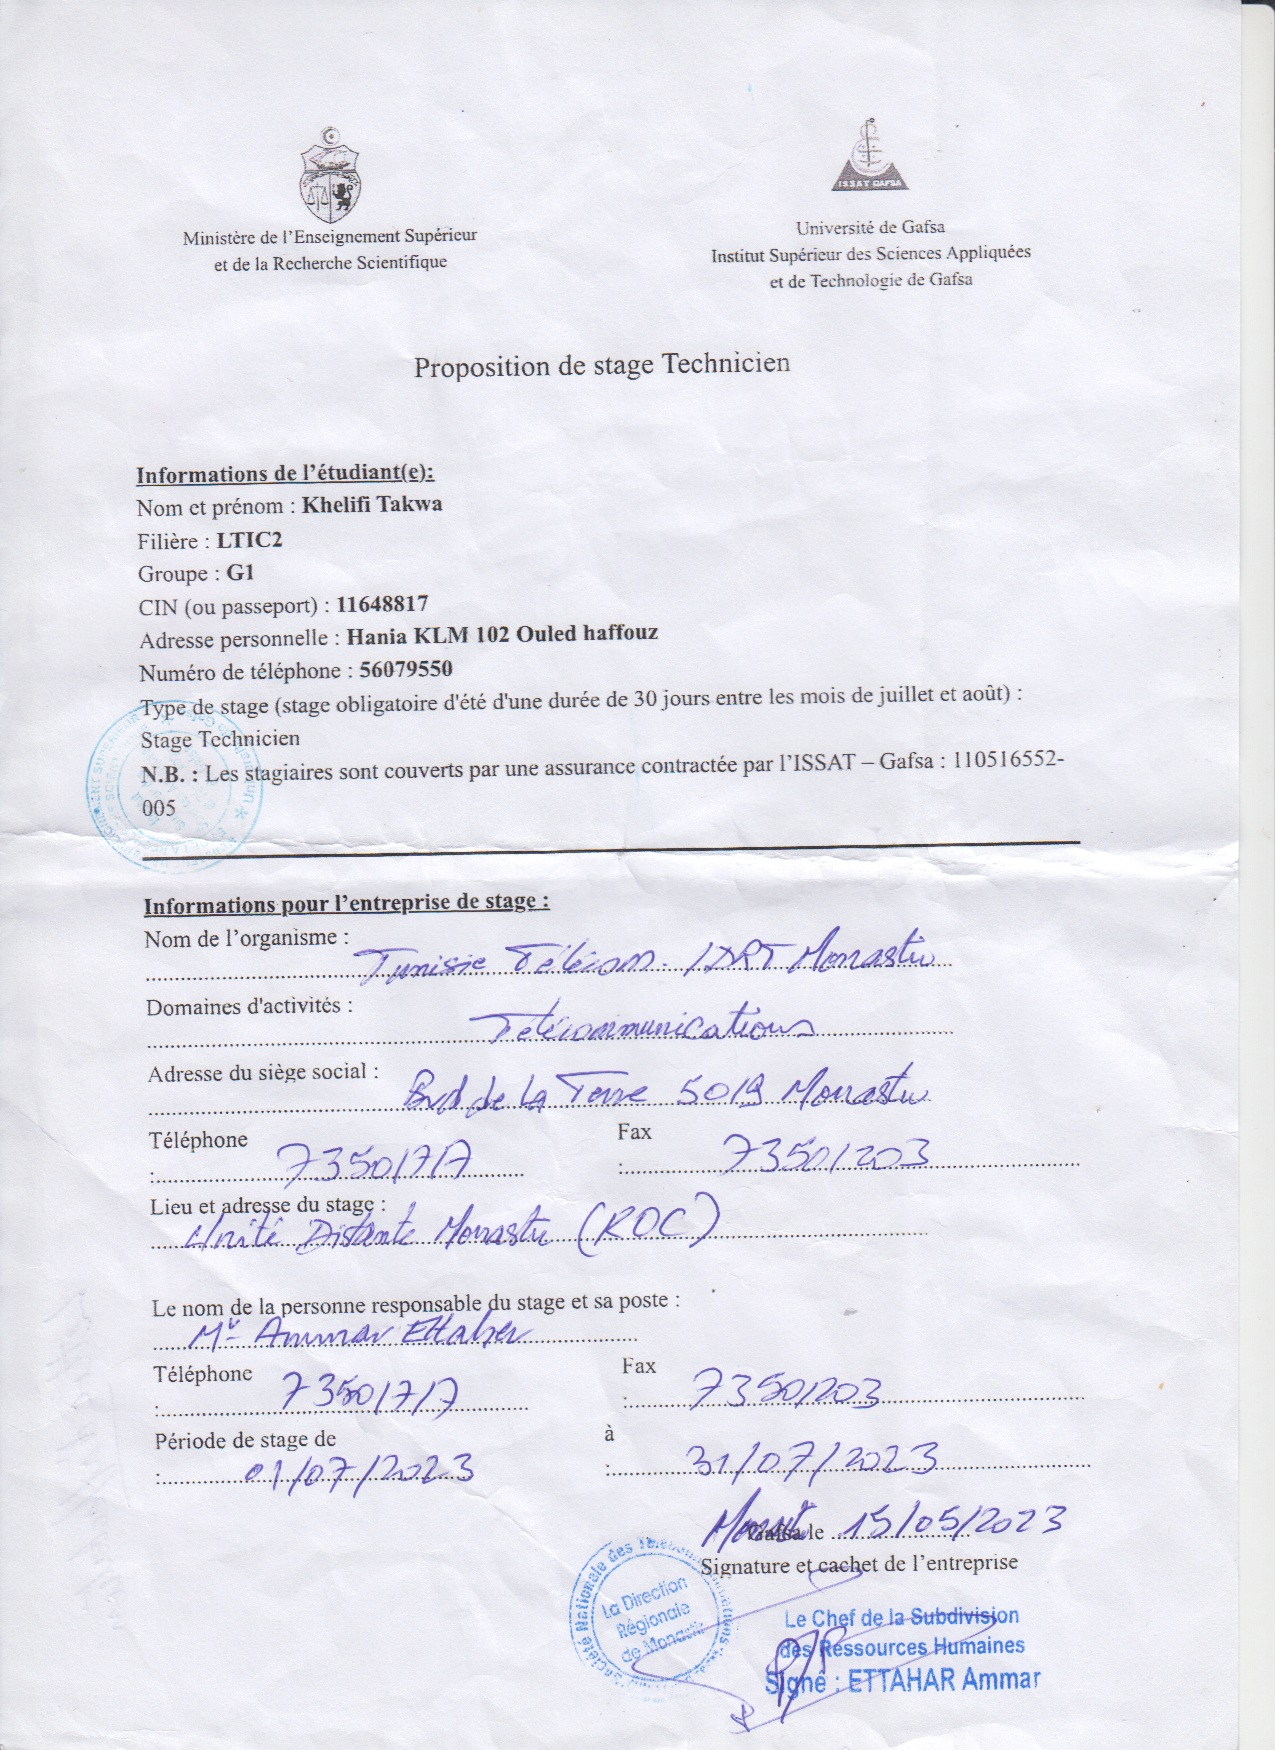 ISSAT GAFSA
Ministère de l'Enseignement Supérieur
et de la Recherche Scientifique
Université de Gafsa
Institut Supérieur des Sciences Appliquées
et de Technologie de Gafsa
Proposition de stage Technicien
Informations de l'étudiant(e):
Nom et prénom : Khelifi Takwa
Filière : LTIC2
Groupe : G1
CIN (ou passeport) : 11648817
Adresse personnelle : Hania KLM 102 Ouled haffouz
Numéro de téléphone : 56079550
Type de stage (stage obligatoire d'été d'une durée de 30 jours entre les mois de juillet et août) :
Stage Technicien
N.B. : Les stagiaires sont couverts par une assurance contractée par l'ISSAT – Gafsa : 110516552-
005
Informations pour l'entreprise de stage :
Nom de l'organisme :
Tunisie Télécom. /DRT Monastir
Domaines d'activités :
Télécommunications
Adresse du siège social :
Bvd de la Terre 5019 Monastir
Téléphone Fax
: 73501717 : 73501203
Lieu et adresse du stage :
Unité Distante Monastir (ROC)
Le nom de la personne responsable du stage et sa poste :
Mr Ammar Ettaher
Téléphone Fax
: 73501717 : 73501203
Période de stage de à
: 01/07/2023 : 31/07/2023
Gafsa le 15/05/2023
Signature et cachet de l'entreprise
Société Nationale des Télécommunications
La Direction
Régionale
de Monastir
Le Chef de la Subdivision
des Ressources Humaines
Signé : ETTAHAR Ammar